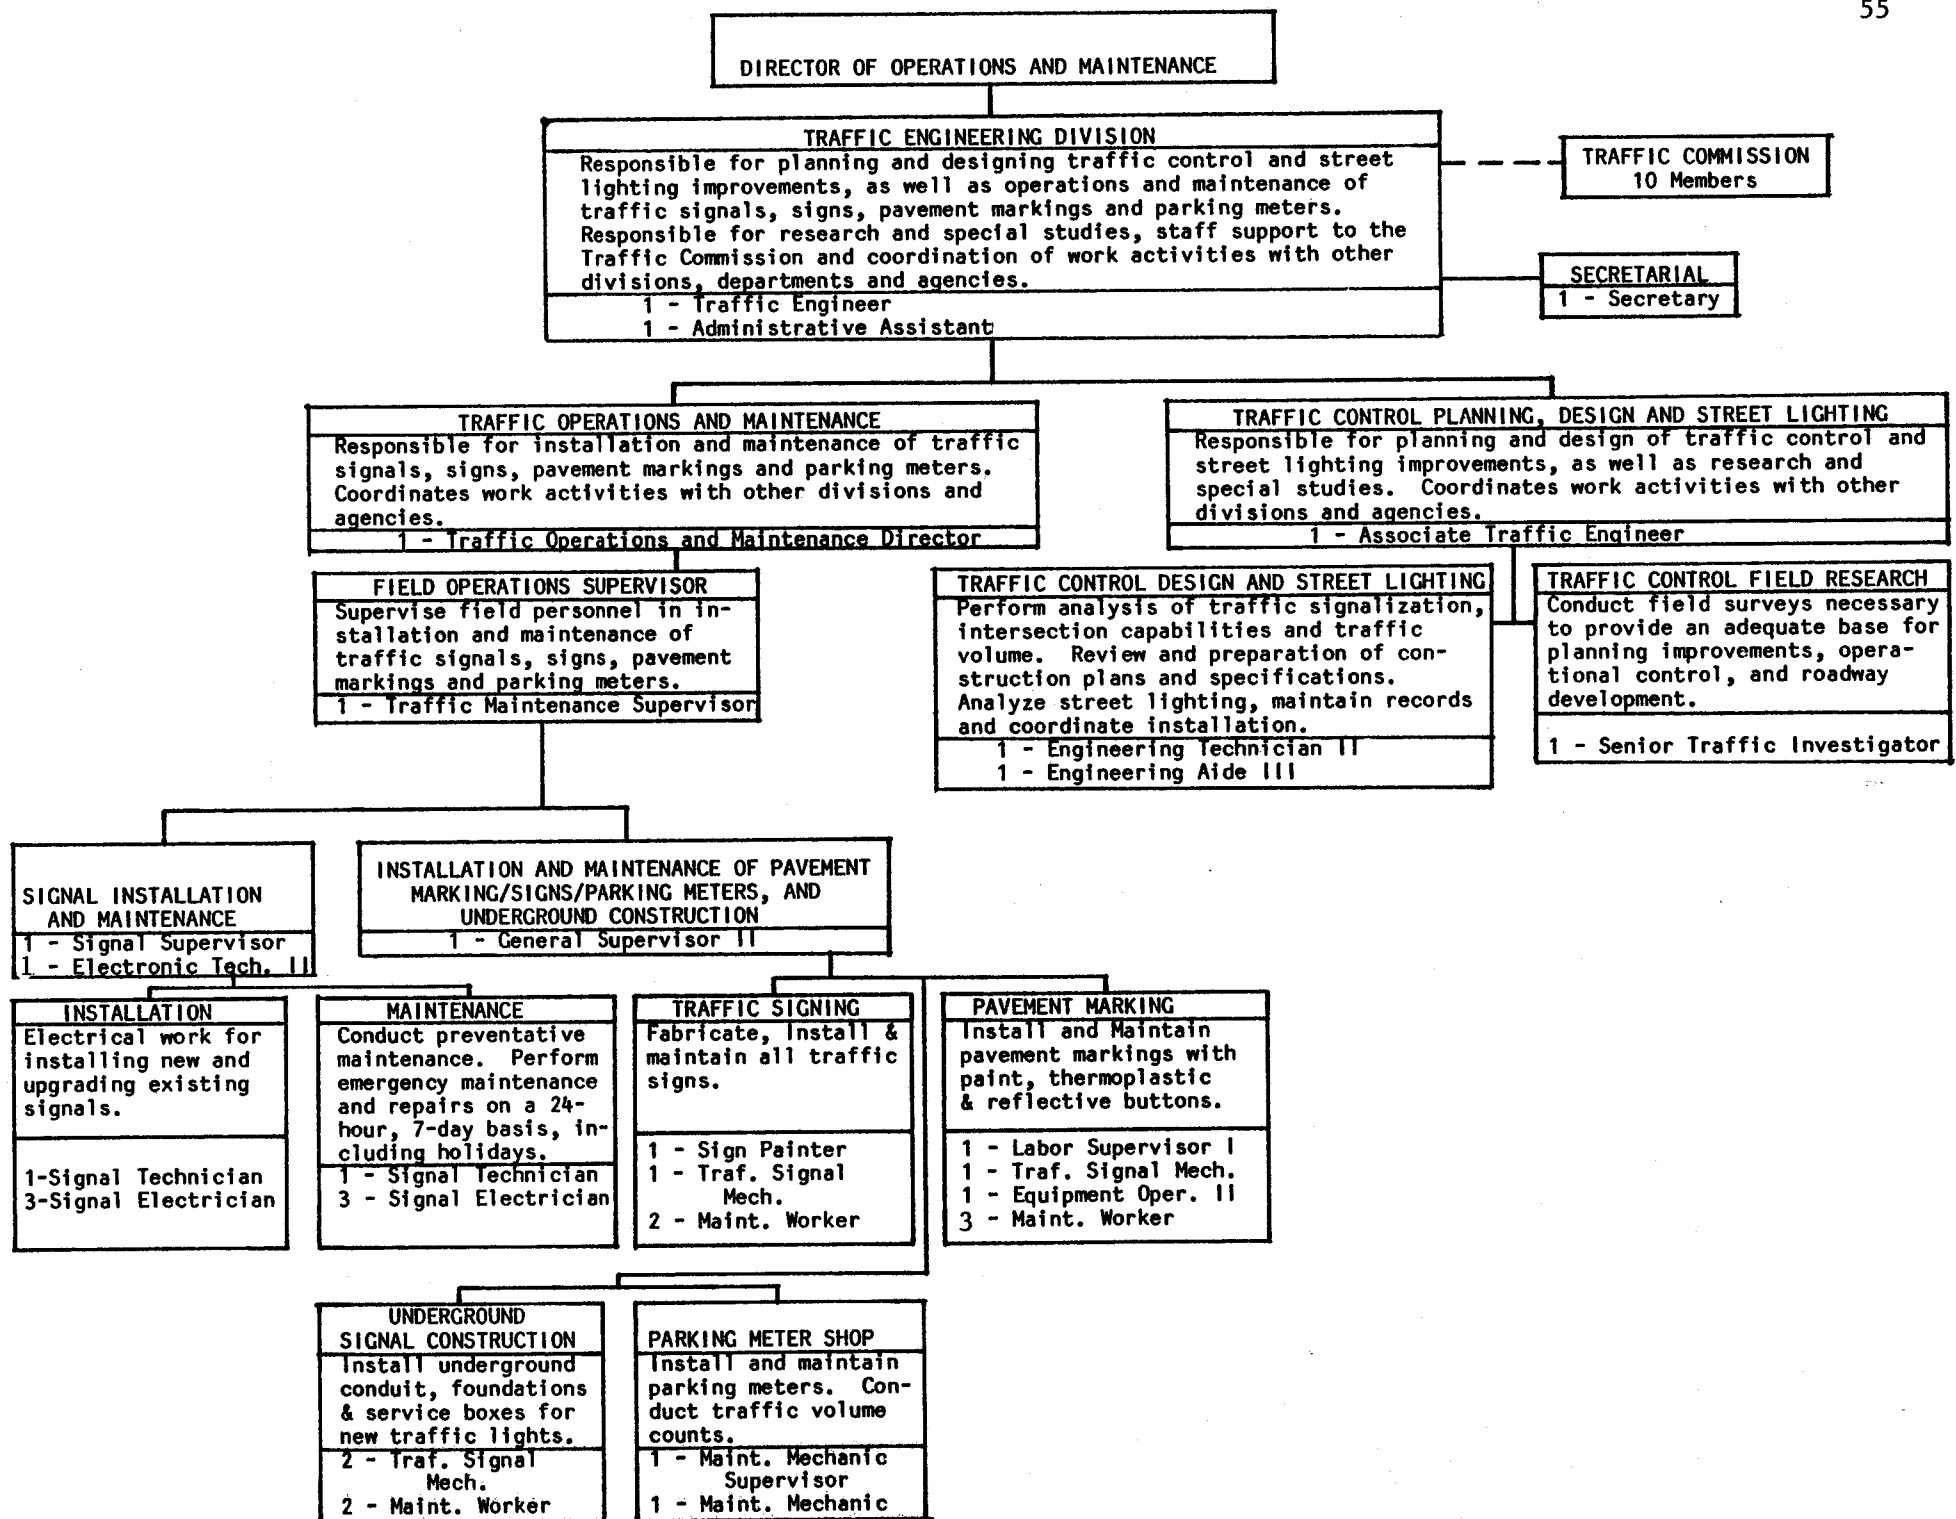 55
DIRECTOR OF OPERATIONS AND MAINTENANCE
TRAFFIC ENGINEERING DIVISION
Responsible for planning and designing traffic control and street
lighting improvements, as well as operations and maintenance of
traffic signals, signs, pavement markings and parking meters.
Responsible for research and special studies, staff support to the
Traffic Commission and coordination of work activities with other
divisions, departments and agencies.
1 - Traffic Engineer
1 - Administrative Assistant
TRAFFIC COMMISSION
10 Members
SECRETARIAL
1 - Secretary
TRAFFIC OPERATIONS AND MAINTENANCE
Responsible for installation and maintenance of traffic
signals, signs, pavement markings and parking meters.
Coordinates work activities with other divisions and
agencies.
1 - Traffic Operations and Maintenance Director
TRAFFIC CONTROL PLANNING, DESIGN AND STREET LIGHTING
Responsible for planning and design of traffic control and
street lighting improvements, as well as research and
special studies. Coordinates work activities with other
divisions and agencies.
1 - Associate Traffic Engineer
FIELD OPERATIONS SUPERVISOR
Supervise field personnel in in-
stallation and maintenance of
traffic signals, signs, pavement
markings and parking meters.
1 - Traffic Maintenance Supervisor
TRAFFIC CONTROL DESIGN AND STREET LIGHTING
Perform analysis of traffic signalization,
intersection capabilities and traffic
volume. Review and preparation of con-
struction plans and specifications.
Analyze street lighting, maintain records
and coordinate installation.
1 - Engineering Technician II
1 - Engineering Aide III
TRAFFIC CONTROL FIELD RESEARCH
Conduct field surveys necessary
to provide an adequate base for
planning improvements, opera-
tional control, and roadway
development.
1 - Senior Traffic Investigator
SIGNAL INSTALLATION
AND MAINTENANCE
1 - Signal Supervisor
1 - Electronic Tech. II
INSTALLATION AND MAINTENANCE OF PAVEMENT
MARKING/SIGNS/PARKING METERS, AND
UNDERGROUND CONSTRUCTION
1 - General Supervisor II
INSTALLATION
Electrical work for
installing new and
upgrading existing
signals.
1-Signal Technician
3-Signal Electrician
MAINTENANCE
Conduct preventative
maintenance. Perform
emergency maintenance
and repairs on a 24-
hour, 7-day basis, in-
cluding holidays.
1 - Signal Technician
3 - Signal Electrician
TRAFFIC SIGNING
Fabricate, Install &
maintain all traffic
signs.
1 - Sign Painter
1 - Traf. Signal
Mech.
2 - Maint. Worker
PAVEMENT MARKING
Install and Maintain
pavement markings with
paint, thermoplastic
& reflective buttons.
1 - Labor Supervisor I
1 - Traf. Signal Mech.
1 - Equipment Oper. II
3 - Maint. Worker
UNDERGROUND
SIGNAL CONSTRUCTION
Install underground
conduit, foundations
& service boxes for
new traffic lights.
2 - Traf. Signal
Mech.
2 - Maint. Worker
PARKING METER SHOP
Install and maintain
parking meters. Con-
duct traffic volume
counts.
1 - Maint. Mechanic
Supervisor
1 - Maint. Mechanic